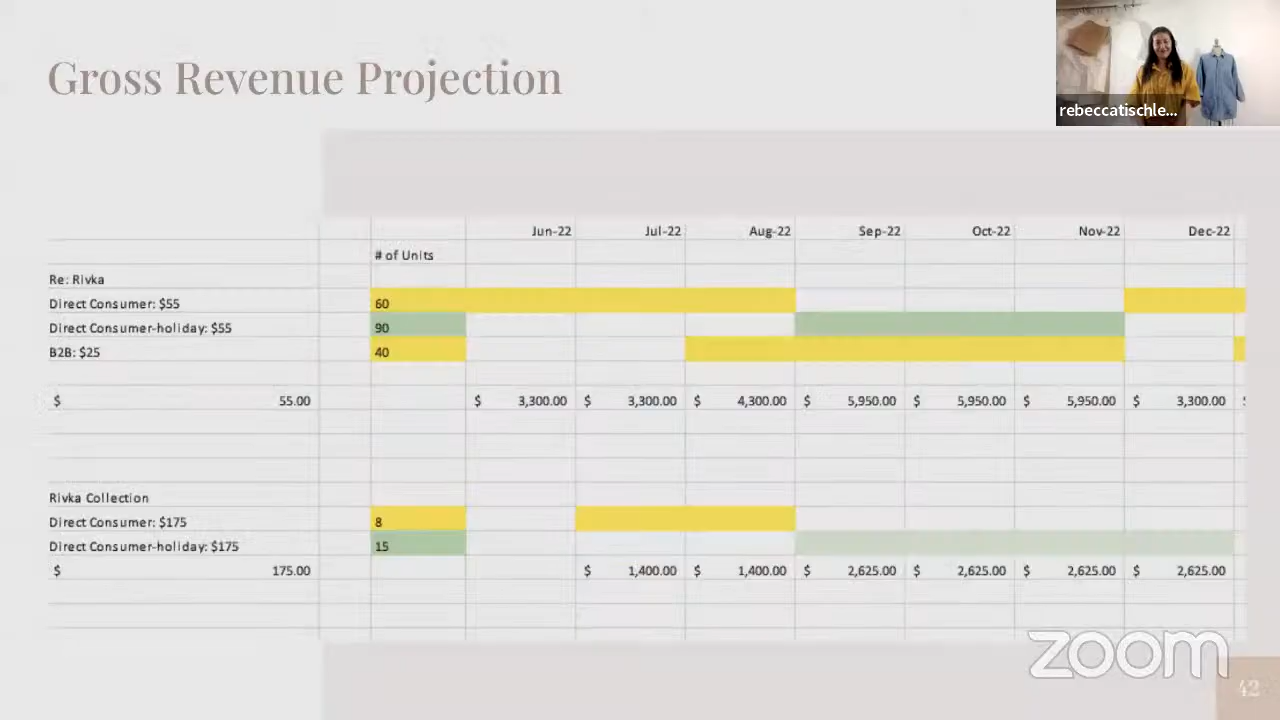 Gross Revenue Projection
rebeccatischle...
Jun-22 Jul-22 Aug-22 Sep-22 Oct-22 Nov-22 Dec-22
# of Units
Re: Rivka
Direct Consumer: $55 60
Direct Consumer-holiday: $55 90
B2B: $25 40
$ 55.00 $ 3,300.00 $ 3,300.00 $ 4,300.00 $ 5,950.00 $ 5,950.00 $ 5,950.00 $ 3,300.00
Rivka Collection
Direct Consumer: $175 8
Direct Consumer-holiday: $175 15
$ 175.00 $ 1,400.00 $ 1,400.00 $ 2,625.00 $ 2,625.00 $ 2,625.00 $ 2,625.00
zoom
42